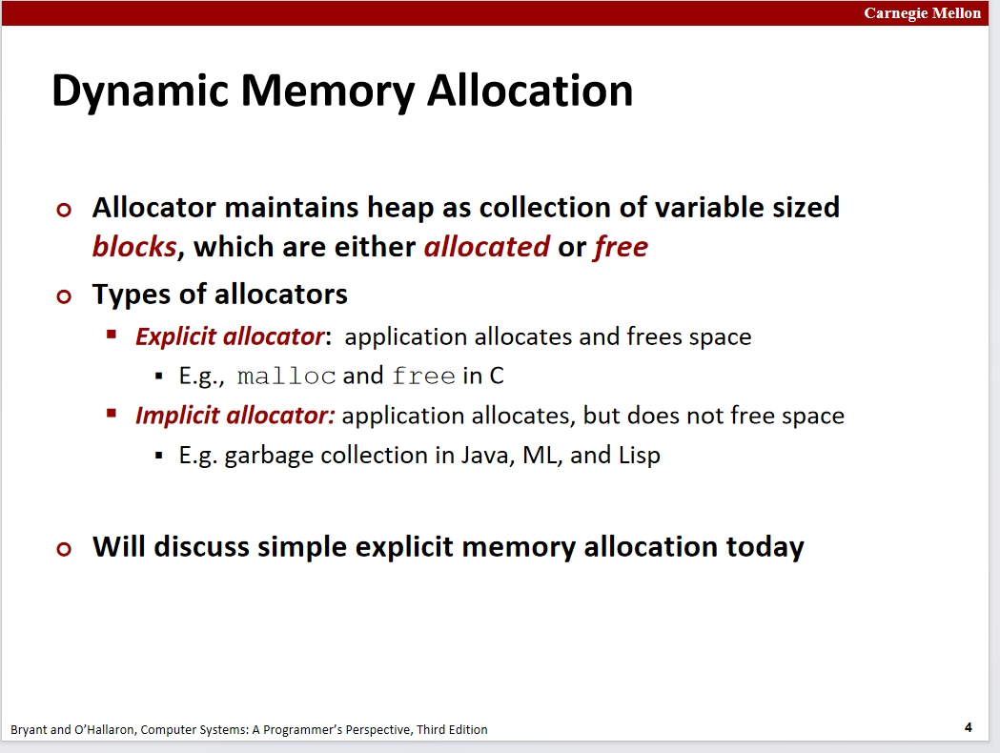 Carnegie Mellon
Dynamic Memory Allocation
Allocator maintains heap as collection of variable sized
blocks, which are either allocated or free
Types of allocators
Explicit allocator: application allocates and frees space
E.g., malloc and free in C
Implicit allocator: application allocates, but does not free space
E.g. garbage collection in Java, ML, and Lisp
Will discuss simple explicit memory allocation today
Bryant and O’Hallaron, Computer Systems: A Programmer’s Perspective, Third Edition
4